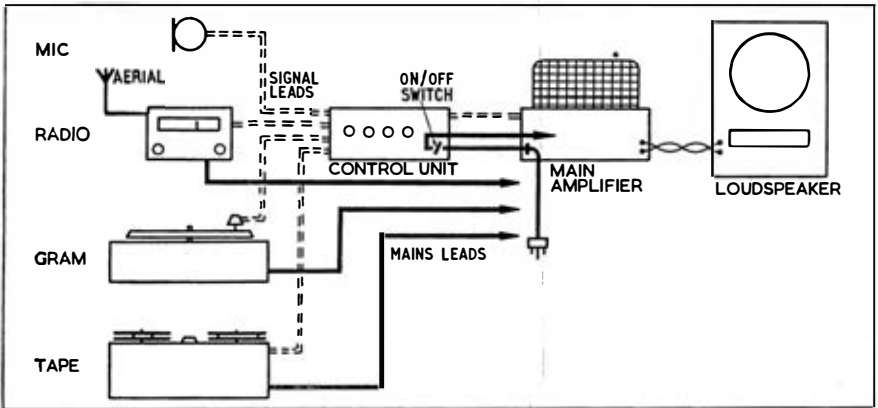 MIC
AERIAL
SIGNAL
LEADS
ON/OFF
SWITCH
RADIO
CONTROL UNIT
MAIN
AMPLIFIER
LOUDSPEAKER
GRAM
MAINS LEADS
TAPE